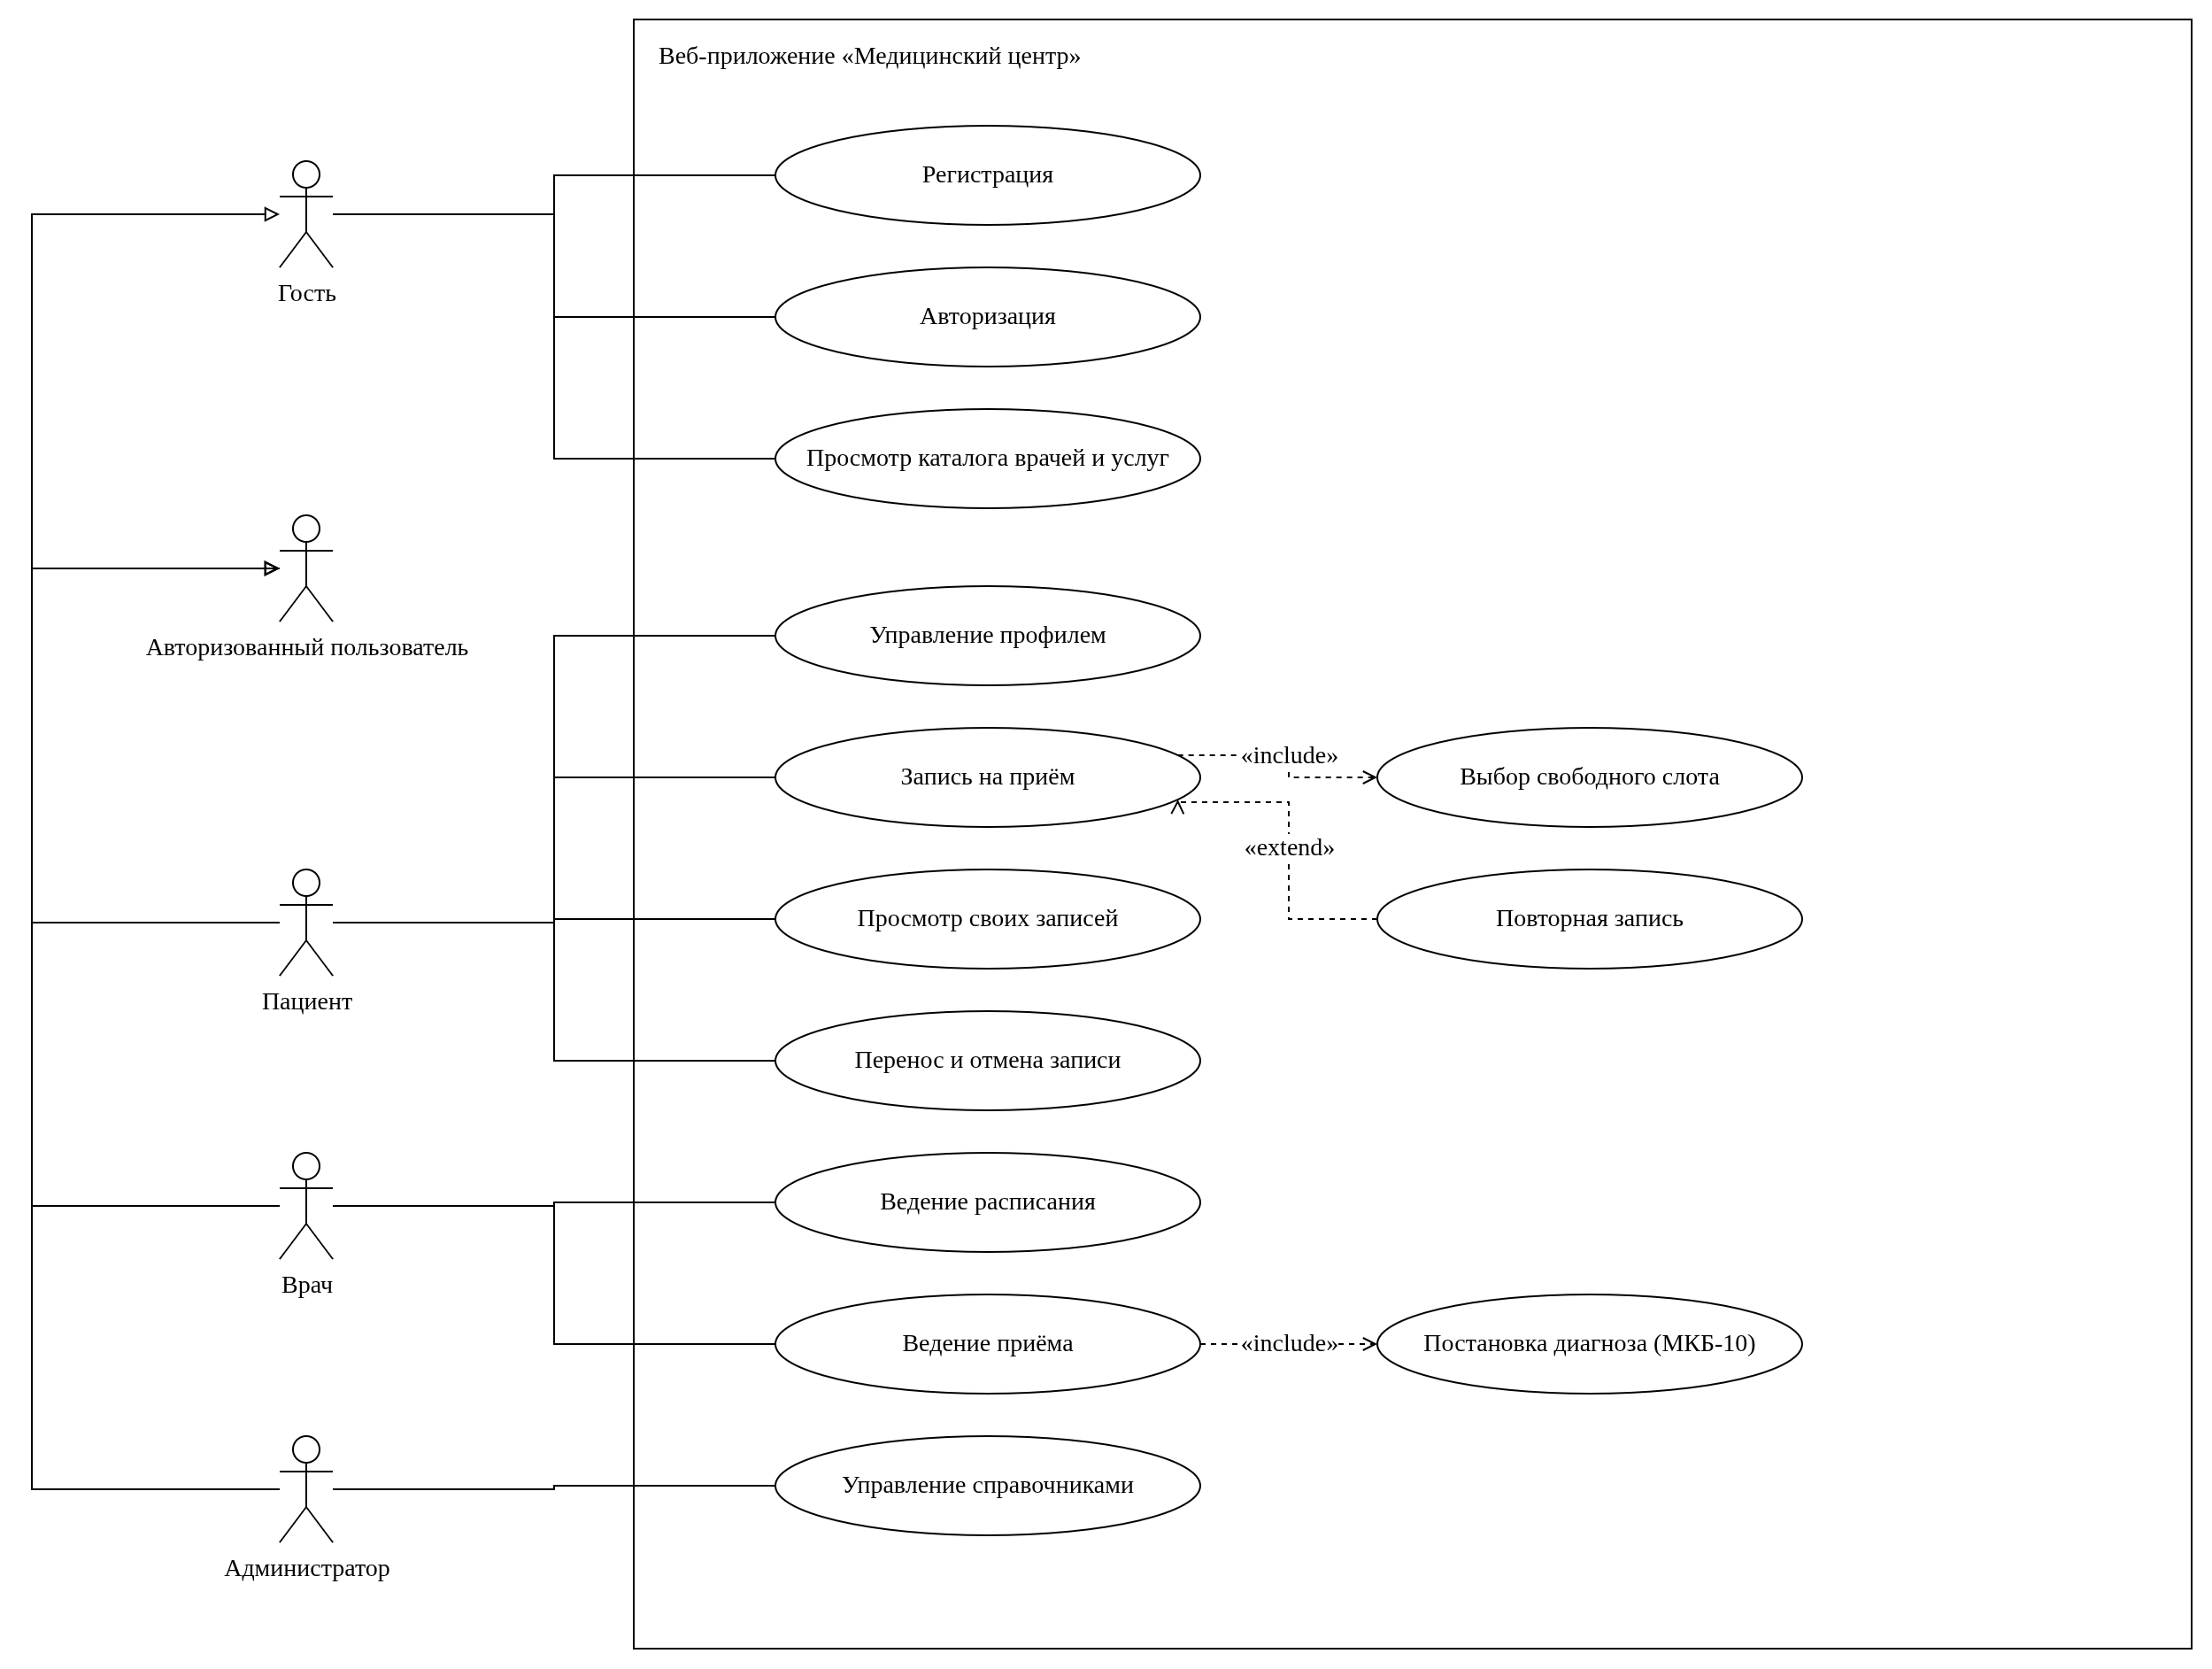 Веб-приложение «Медицинский центр»
Регистрация
Гость
Авторизация
Просмотр каталога врачей и услуг
Авторизованный пользователь
Управление профилем
Запись на приём
«include»
Выбор свободного слота
«extend»
Просмотр своих записей
Повторная запись
Пациент
Перенос и отмена записи
Ведение расписания
Врач
Ведение приёма
«include»
Постановка диагноза (МКБ-10)
Управление справочниками
Администратор